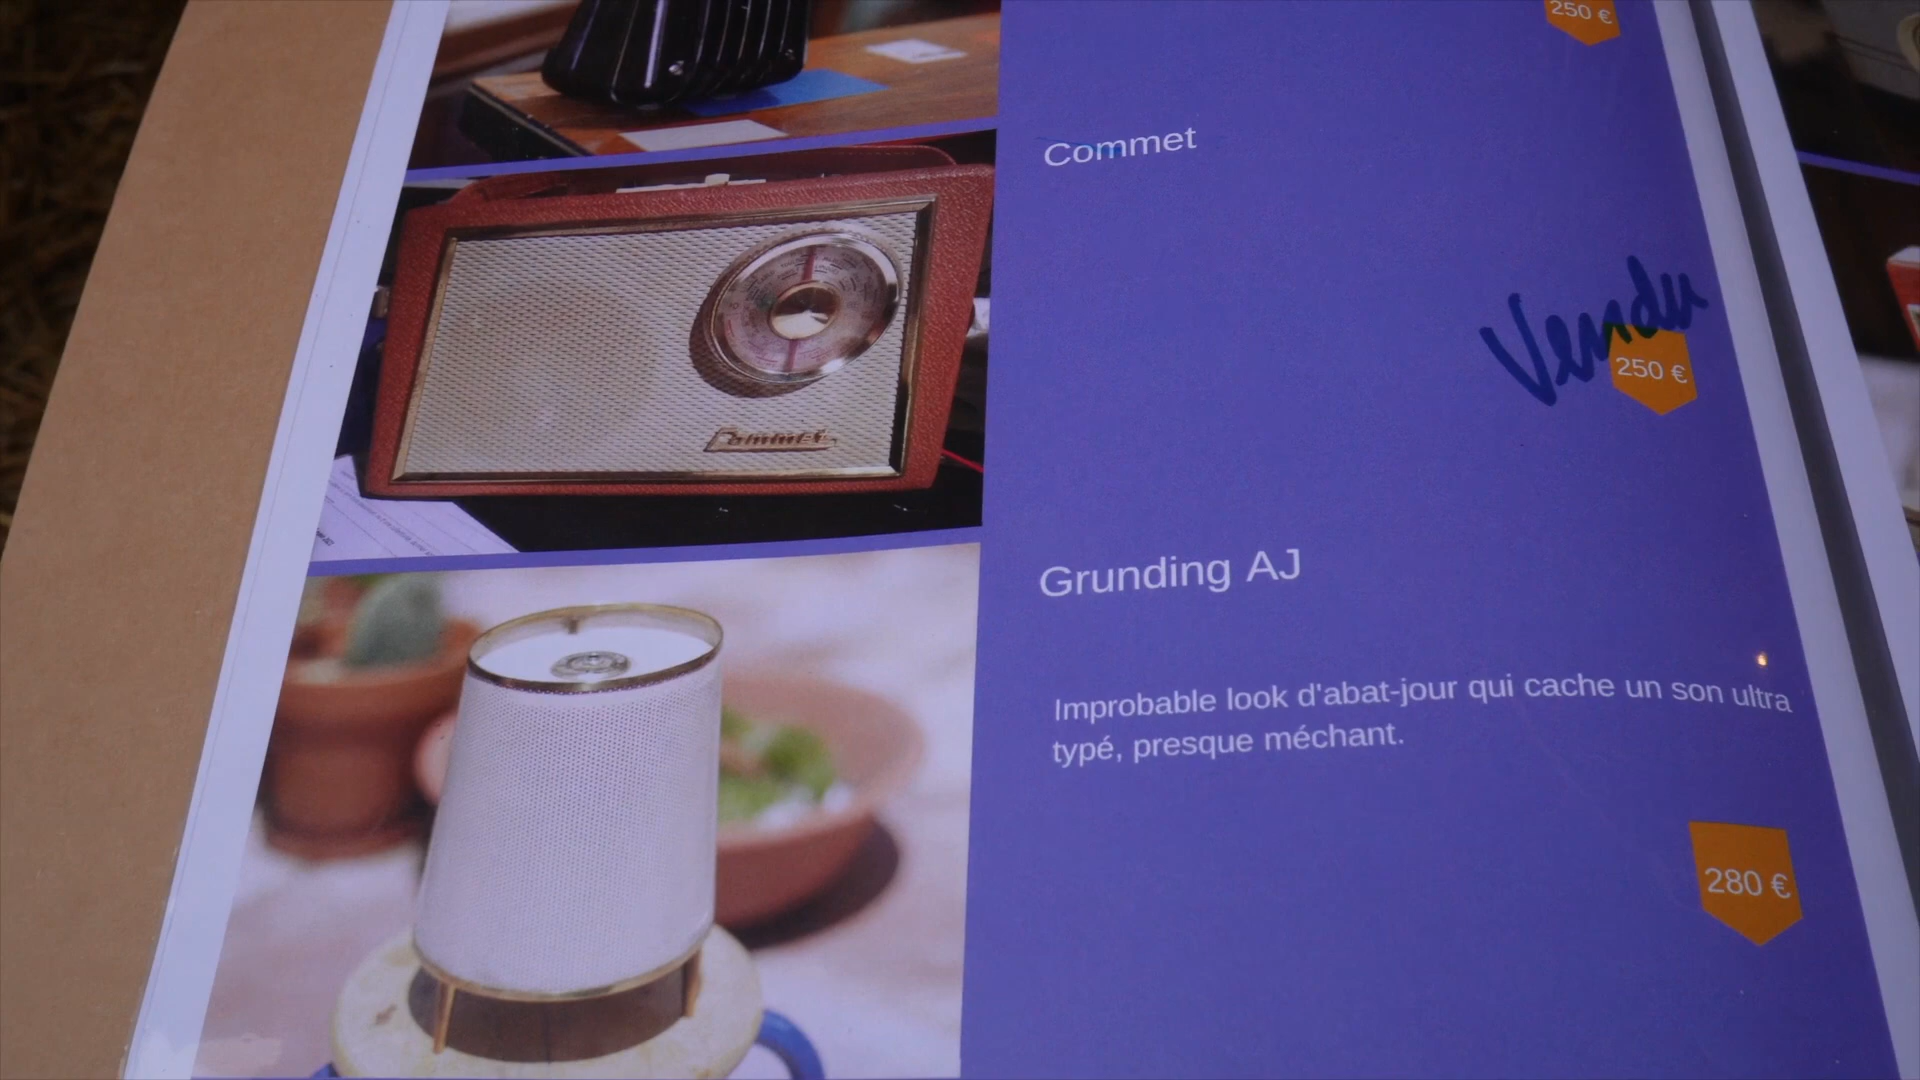 250 €
Commet
Vendu
250 €
Commet
Grunding AJ
Improbable look d'abat-jour qui cache un son ultra
typé, presque méchant.
280 €